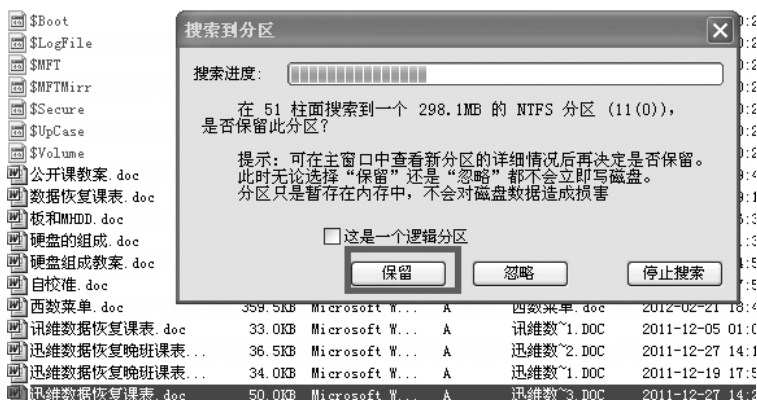 $Boot
$LogFile
$MFT
$MFTMirr
$Secure
$UpCase
$Volume
公开课教案.doc
数据恢复课表.doc
板和MHDD.doc
硬盘的组成.doc
硬盘组成教案.doc
自校准.doc
搜索到分区
搜索进度:
在 51 柱面搜索到一个 298.1MB 的 NTFS 分区 (11(0)),
是否保留此分区?
提示: 可在主窗口中查看新分区的详细情况后再决定是否保留。
此时无论选择“保留”还是“忽略”都不会立即写磁盘。
分区只是暂存在内存中, 不会对磁盘数据造成损害
这是一个逻辑分区
保留 忽略 停止搜索
西数菜单.doc 359.5KB Microsoft W... A 西数菜单.doc 2012-02-21 18:4
讯维数据恢复课表.doc 33.0KB Microsoft W... A 讯维数~1.DOC 2011-12-05 01:0
迅维数据恢复晚班课表... 36.5KB Microsoft W... A 迅维数~2.DOC 2011-12-27 14:1
迅维数据恢复晚班课表... 34.0KB Microsoft W... A 迅维数~1.DOC 2011-12-19 17:5
迅维数据恢复课表.doc 50.0KB Microsoft W... A 迅维数~3.DOC 2011-12-27 14:2